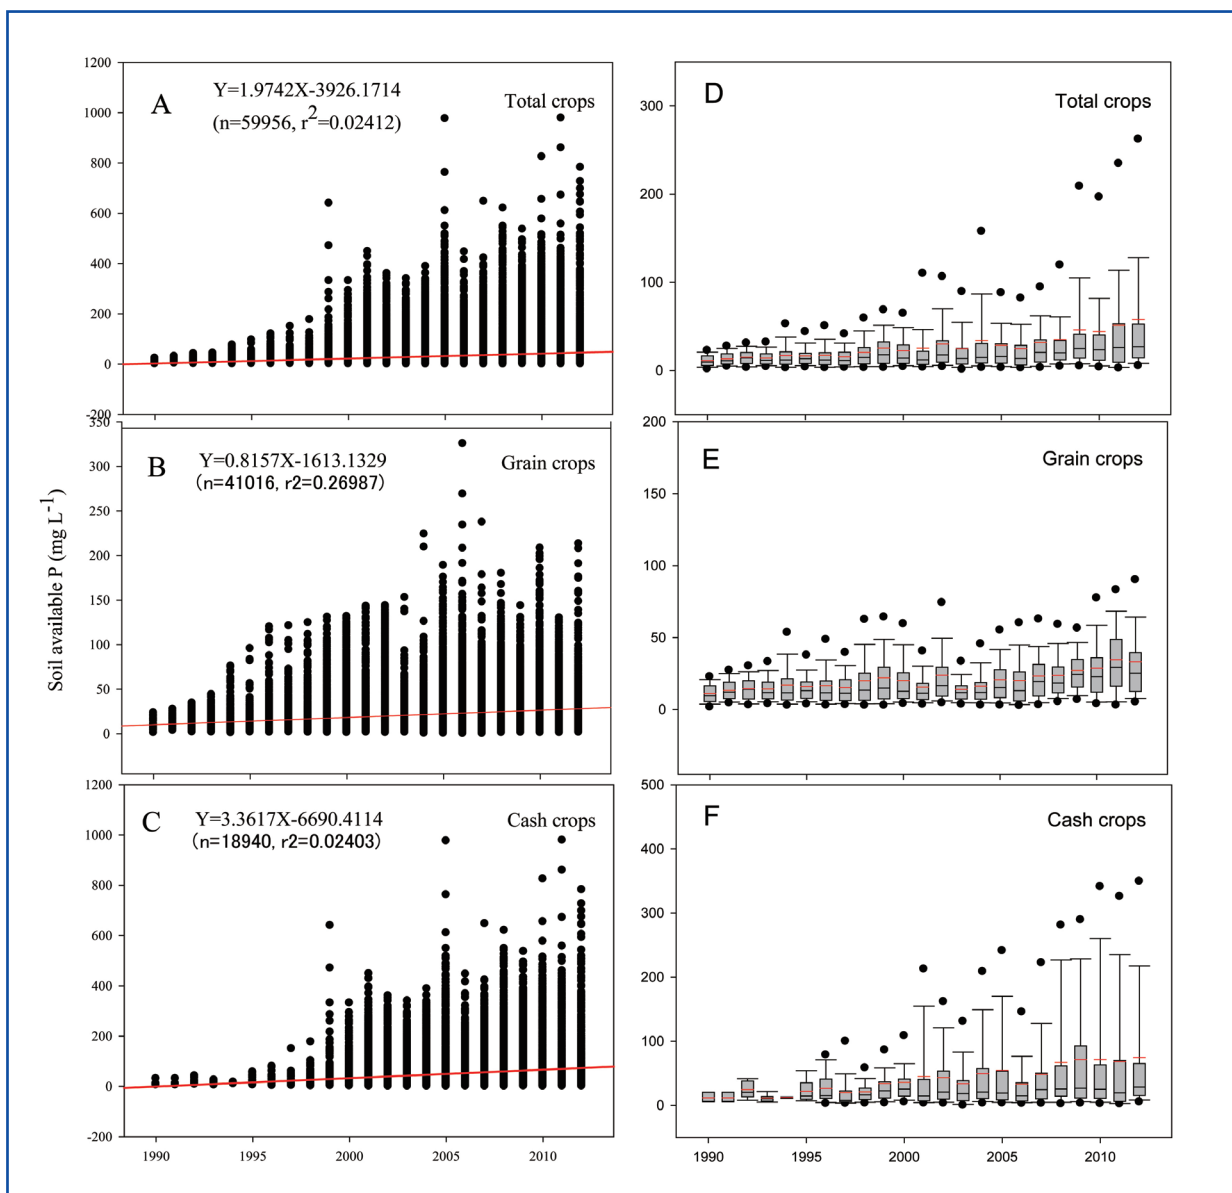 Soil available P (mg L-1)
A
Y=1.9742X-3926.1714
(n=59956, r2=0.02412)
Total crops
1200
1000
800
600
400
200
0
-200
D
Total crops
300
200
100
0
B
Y=0.8157X-1613.1329
(n=41016, r2=0.26987)
Grain crops
350
300
250
200
150
100
50
0
E
Grain crops
200
150
100
50
0
C
Y=3.3617X-6690.4114
(n=18940, r2=0.02403)
Cash crops
1200
1000
800
600
400
200
0
-200
1990 1995 2000 2005 2010
F
Cash crops
500
400
300
200
100
0
1990 1995 2000 2005 2010